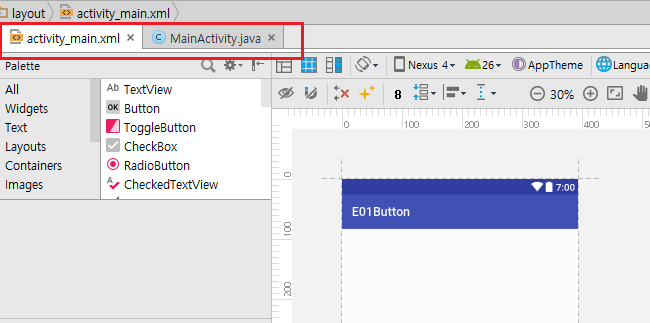 layout activity_main.xml
activity_main.xml MainActivity.java
Palette
Nexus 4 26 AppTheme Langua
All
Widgets
Text
Layouts
Containers
Images
Ab TextView
OK Button
ToggleButton
CheckBox
RadioButton
CheckedTextView
8 30%
0 100 200 300 400 500
0
100
200
7:00
E01Button